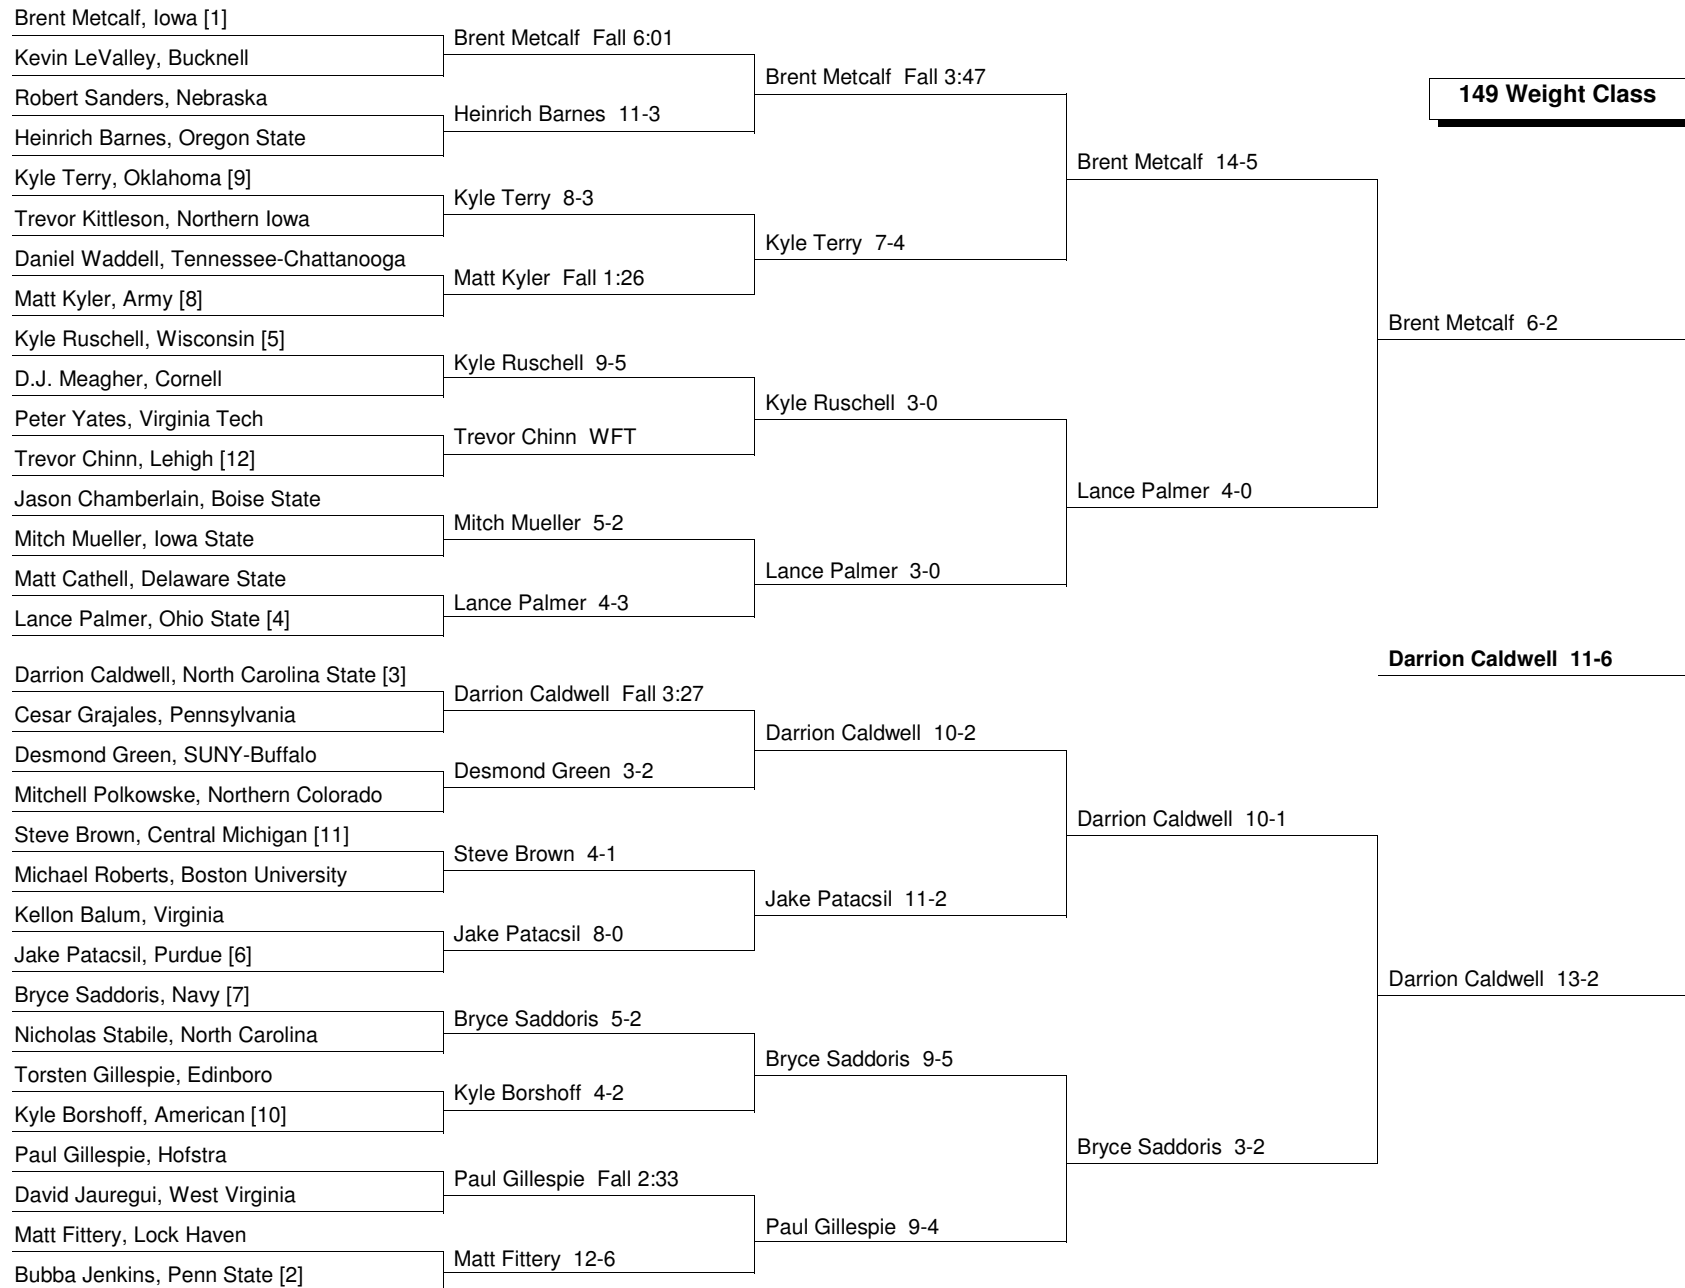 Brent Metcalf, Iowa [1]
Kevin LeValley, Bucknell
Robert Sanders, Nebraska
Heinrich Barnes, Oregon State
Kyle Terry, Oklahoma [9]
Trevor Kittleson, Northern Iowa
Daniel Waddell, Tennessee-Chattanooga
Matt Kyler, Army [8]
Kyle Ruschell, Wisconsin [5]
D.J. Meagher, Cornell
Peter Yates, Virginia Tech
Trevor Chinn, Lehigh [12]
Jason Chamberlain, Boise State
Mitch Mueller, Iowa State
Matt Cathell, Delaware State
Lance Palmer, Ohio State [4]
Darrion Caldwell, North Carolina State [3]
Cesar Grajales, Pennsylvania
Desmond Green, SUNY-Buffalo
Mitchell Polkowske, Northern Colorado
Steve Brown, Central Michigan [11]
Michael Roberts, Boston University
Kellon Balum, Virginia
Jake Patacsil, Purdue [6]
Bryce Saddoris, Navy [7]
Nicholas Stabile, North Carolina
Torsten Gillespie, Edinboro
Kyle Borshoff, American [10]
Paul Gillespie, Hofstra
David Jauregui, West Virginia
Matt Fittery, Lock Haven
Bubba Jenkins, Penn State [2]
Brent Metcalf Fall 6:01
Heinrich Barnes 11-3
Kyle Terry 8-3
Matt Kyler Fall 1:26
Kyle Ruschell 9-5
Trevor Chinn WFT
Mitch Mueller 5-2
Lance Palmer 4-3
Darrion Caldwell Fall 3:27
Desmond Green 3-2
Steve Brown 4-1
Jake Patacsil 8-0
Bryce Saddoris 5-2
Kyle Borshoff 4-2
Paul Gillespie Fall 2:33
Matt Fittery 12-6
Brent Metcalf Fall 3:47
Kyle Terry 7-4
Kyle Ruschell 3-0
Lance Palmer 3-0
Darrion Caldwell 10-2
Jake Patacsil 11-2
Bryce Saddoris 9-5
Paul Gillespie 9-4
Brent Metcalf 14-5
Lance Palmer 4-0
Darrion Caldwell 10-1
Bryce Saddoris 3-2
149 Weight Class
Brent Metcalf 6-2
Darrion Caldwell 11-6
Darrion Caldwell 13-2